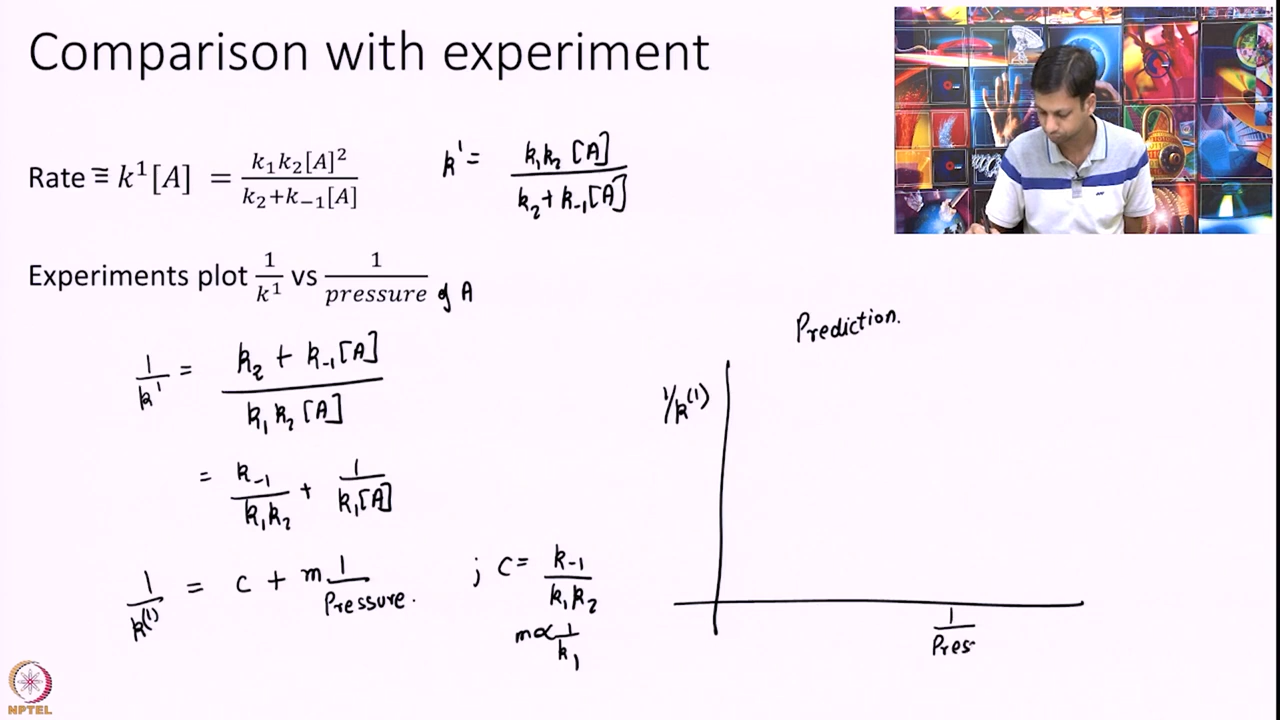 Comparison with experiment
Rate ≅ k¹[A] = k₁k₂[A]² / k₂+k₋₁[A]
k' = k₁k₂[A] / k₂+k₋₁[A]
Experiments plot 1/k¹ vs 1/pressure of A
1/k' = k₂ + k₋₁[A] / k₁k₂[A]
= k₋₁/k₁k₂ + 1/k₁[A]
1/k⁽¹⁾ = c + m 1/Pressure. ; c = k₋₁/k₁k₂
m ∝ 1/k₁
Prediction.
1/k⁽¹⁾
1/Pres
NPTEL